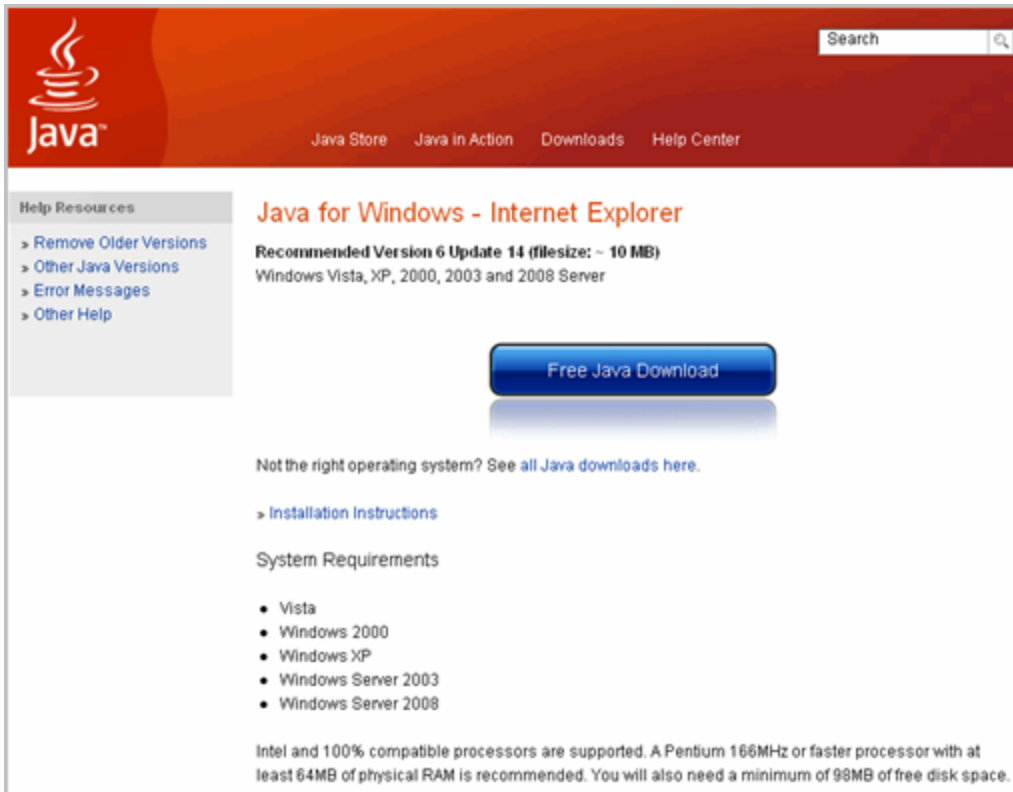 Search
Java™
Java Store Java in Action Downloads Help Center
Help Resources
» Remove Older Versions
» Other Java Versions
» Error Messages
» Other Help
Java for Windows - Internet Explorer
Recommended Version 6 Update 14 (filesize: ~ 10 MB)
Windows Vista, XP, 2000, 2003 and 2008 Server
Free Java Download
Not the right operating system? See all Java downloads here.
» Installation Instructions
System Requirements
• Vista
• Windows 2000
• Windows XP
• Windows Server 2003
• Windows Server 2008
Intel and 100% compatible processors are supported. A Pentium 166MHz or faster processor with at
least 64MB of physical RAM is recommended. You will also need a minimum of 98MB of free disk space.